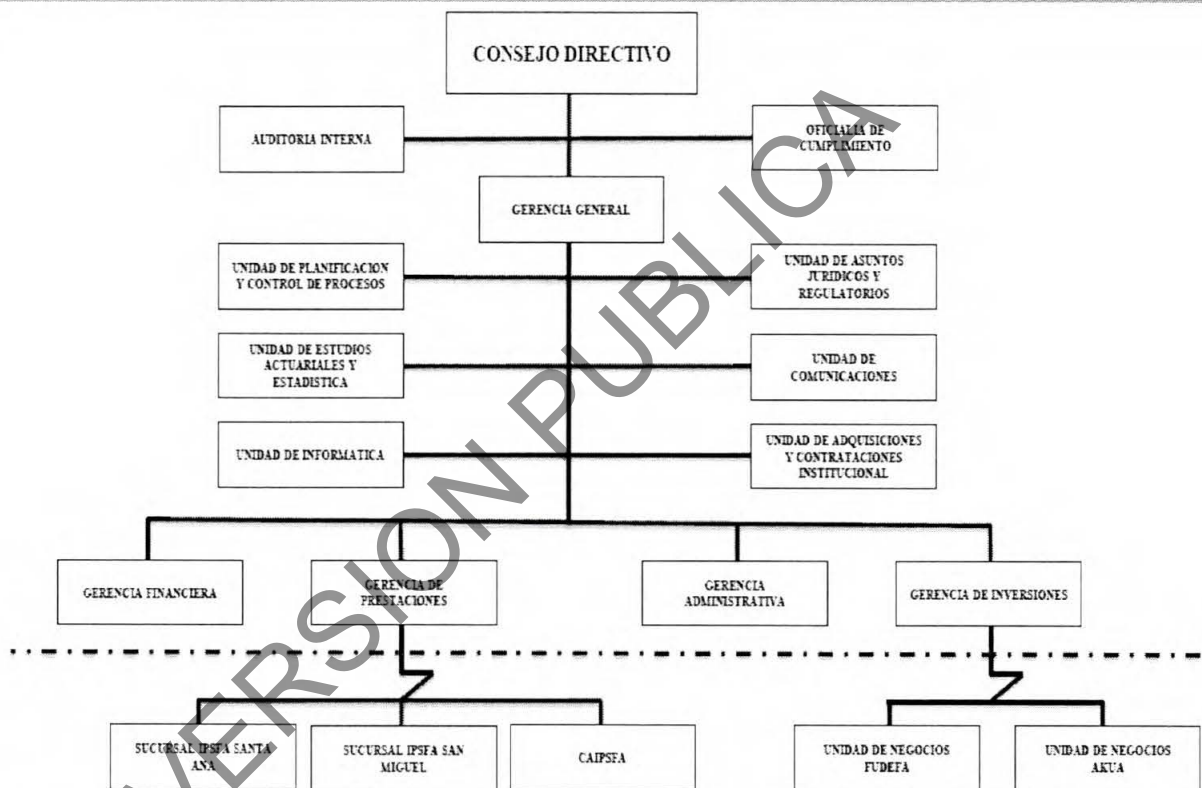 CONSEJO DIRECTIVO
AUDITORIA INTERNA
OFICIALIA DE
CUMPLIMIENTO
GERENCIA GENERAL
UNIDAD DE PLANIFICACION
Y CONTROL DE PROCESOS
UNIDAD DE ASUNTOS
JURIDICOS Y
REGULATORIOS
UNIDAD DE ESTUDIOS
ACTUARIALES Y
ESTADISTICA
UNIDAD DE
COMUNICACIONES
UNIDAD DE INFORMATICA
UNIDAD DE ADQUISICIONES
Y CONTRATACIONES
INSTITUCIONAL
GERENCIA FINANCIERA
GERENCIA DE
PRESTACIONES
GERENCIA
ADMINISTRATIVA
GERENCIA DE INVERSIONES
SUCURSAL IPSFA SANTA
ANA
SUCURSAL IPSFA SAN
MIGUEL
CAIPSFA
UNIDAD DE NEGOCIOS
FUDEFA
UNIDAD DE NEGOCIOS
AKUA
VERSION PUBLICA